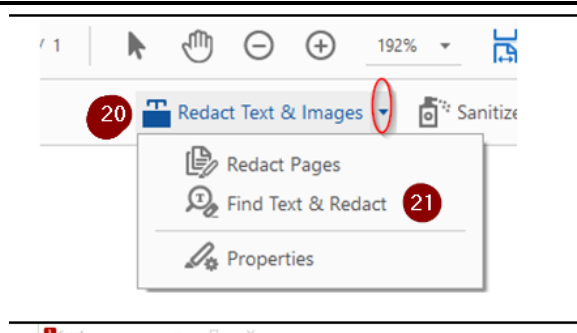 / 1 192%
20 Redact Text & Images Sanitize
Redact Pages
Find Text & Redact 21
Properties